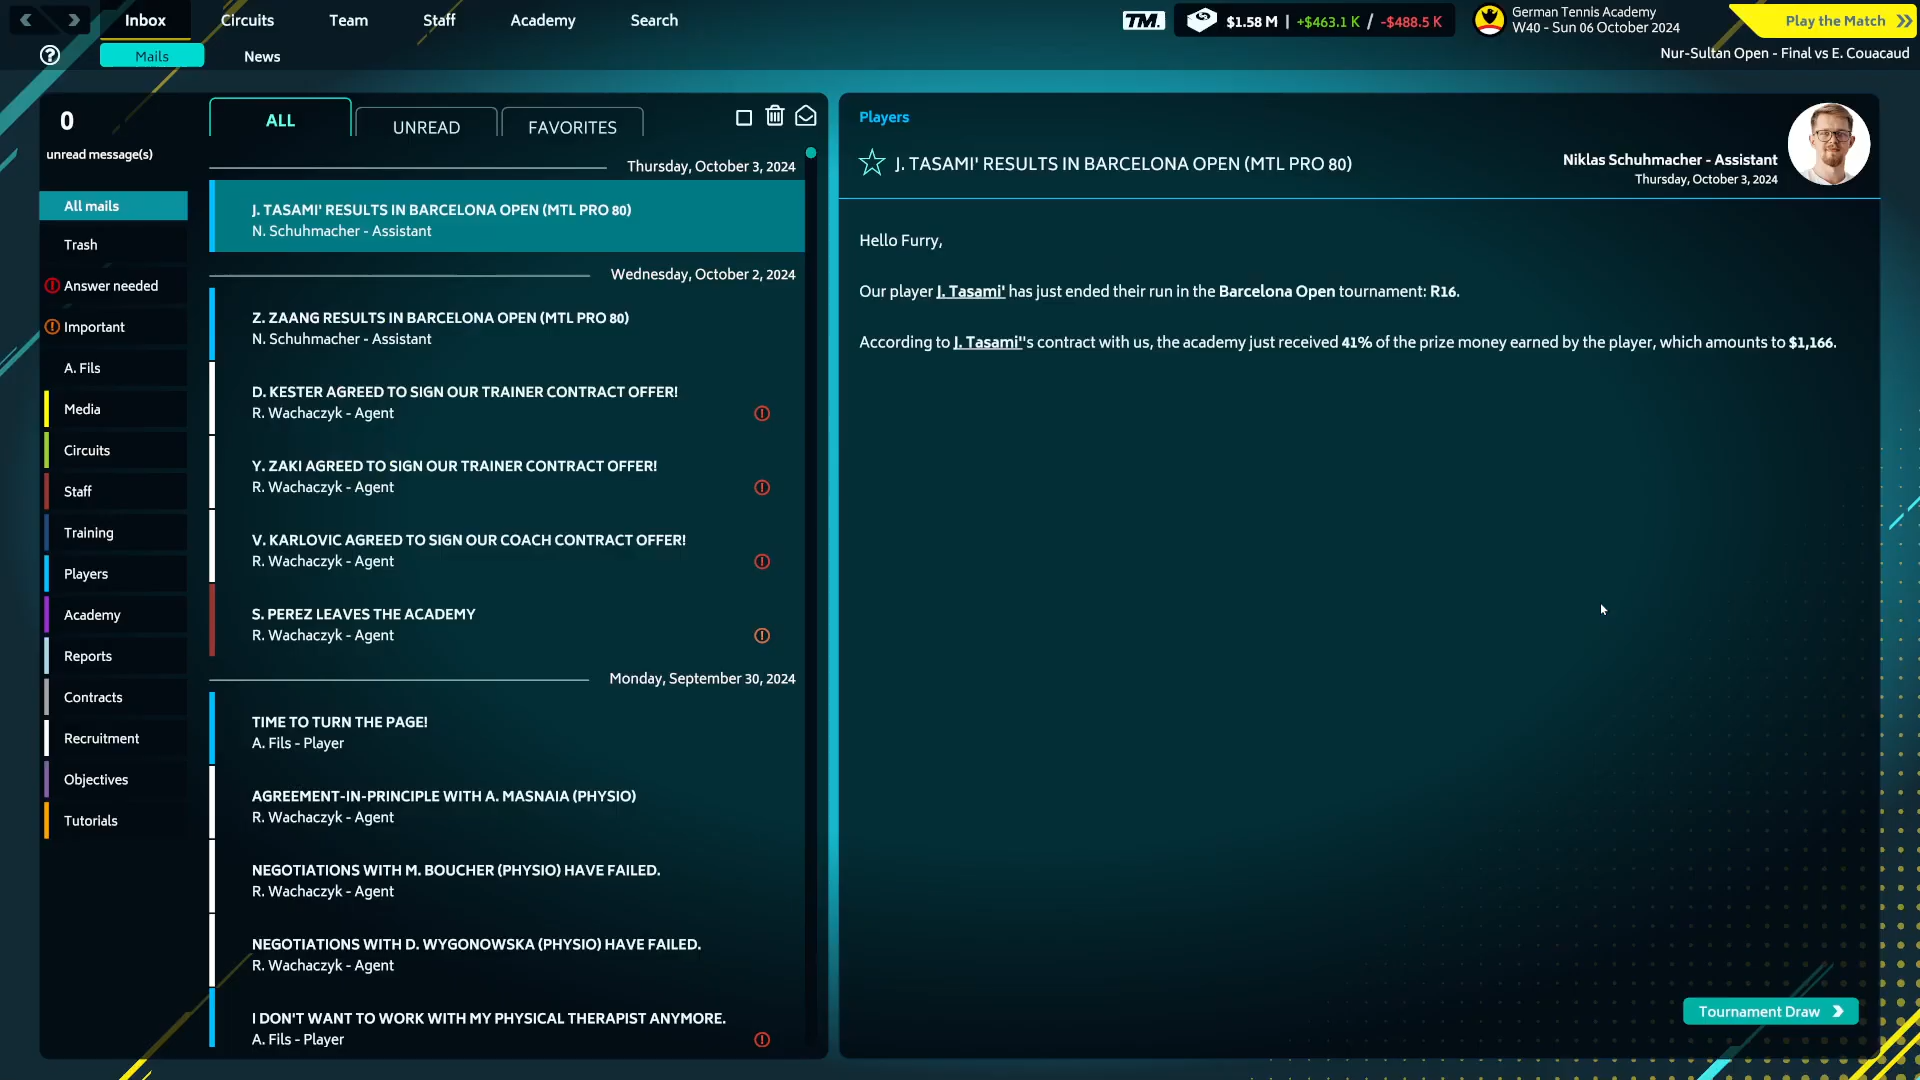 Inbox
Circuits
Team
Staff
Academy
Search
TM.
$1.58 M | +$463.1 K / -$488.5 K
German Tennis Academy
W40 - Sun 06 October 2024
Play the Match
Nur-Sultan Open - Final vs E. Couacaud
Mails
News
0
unread message(s)
All mails
Trash
Answer needed
Important
A. Fils
Media
Circuits
Staff
Training
Players
Academy
Reports
Contracts
Recruitment
Objectives
Tutorials
ALL
UNREAD
FAVORITES
Thursday, October 3, 2024
J. TASAMI' RESULTS IN BARCELONA OPEN (MTL PRO 80)
N. Schuhmacher - Assistant
Wednesday, October 2, 2024
Z. ZAANG RESULTS IN BARCELONA OPEN (MTL PRO 80)
N. Schuhmacher - Assistant
D. KESTER AGREED TO SIGN OUR TRAINER CONTRACT OFFER!
R. Wachaczyk - Agent
Y. ZAKI AGREED TO SIGN OUR TRAINER CONTRACT OFFER!
R. Wachaczyk - Agent
V. KARLOVIC AGREED TO SIGN OUR COACH CONTRACT OFFER!
R. Wachaczyk - Agent
S. PEREZ LEAVES THE ACADEMY
R. Wachaczyk - Agent
Monday, September 30, 2024
TIME TO TURN THE PAGE!
A. Fils - Player
AGREEMENT-IN-PRINCIPLE WITH A. MASNAIA (PHYSIO)
R. Wachaczyk - Agent
NEGOTIATIONS WITH M. BOUCHER (PHYSIO) HAVE FAILED.
R. Wachaczyk - Agent
NEGOTIATIONS WITH D. WYGONOWSKA (PHYSIO) HAVE FAILED.
R. Wachaczyk - Agent
I DON'T WANT TO WORK WITH MY PHYSICAL THERAPIST ANYMORE.
A. Fils - Player
Players
J. TASAMI' RESULTS IN BARCELONA OPEN (MTL PRO 80)
Niklas Schuhmacher - Assistant
Thursday, October 3, 2024
Hello Furry,
Our player J. Tasami' has just ended their run in the Barcelona Open tournament: R16.
According to J. Tasami''s contract with us, the academy just received 41% of the prize money earned by the player, which amounts to $1,166.
Tournament Draw